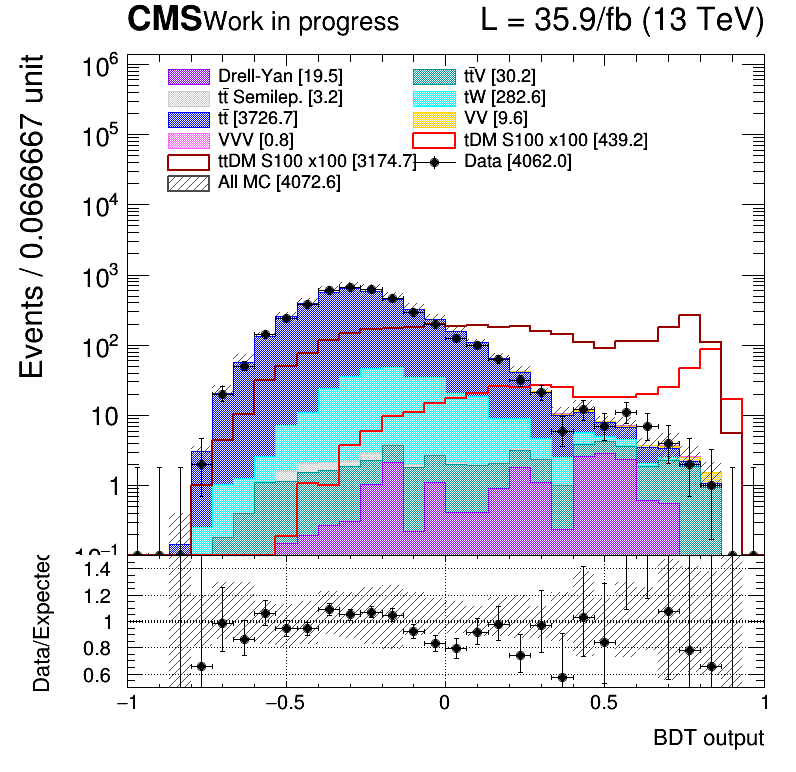 CMS Work in progress L = 35.9/fb (13 TeV)
Events / 0.0666667 unit
10⁶
10⁵
10⁴
10³
10²
10
1
10⁻¹
Drell-Yan [19.5] tt̄V [30.2]
tt̄ Semilep. [3.2] tW [282.6]
tt̄ [3726.7] VV [9.6]
VVV [0.8] tDM S100 x100 [439.2]
ttDM S100 x100 [3174.7] Data [4062.0]
All MC [4072.6]
Data/Expected
1.4
1.2
1
0.8
0.6
−1 −0.5 0 0.5 1
BDT output